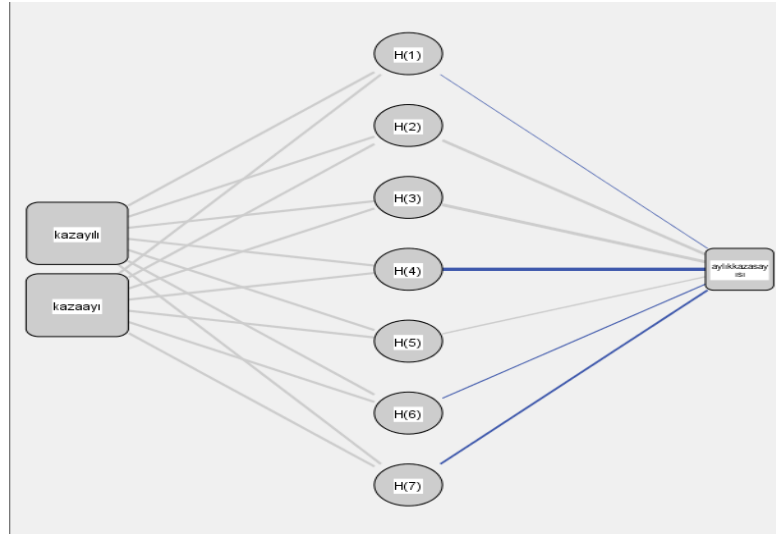 H(1)
H(2)
H(3)
kazayılı
H(4)
aylıkkazasay
ısı
kazaayı
H(5)
H(6)
H(7)